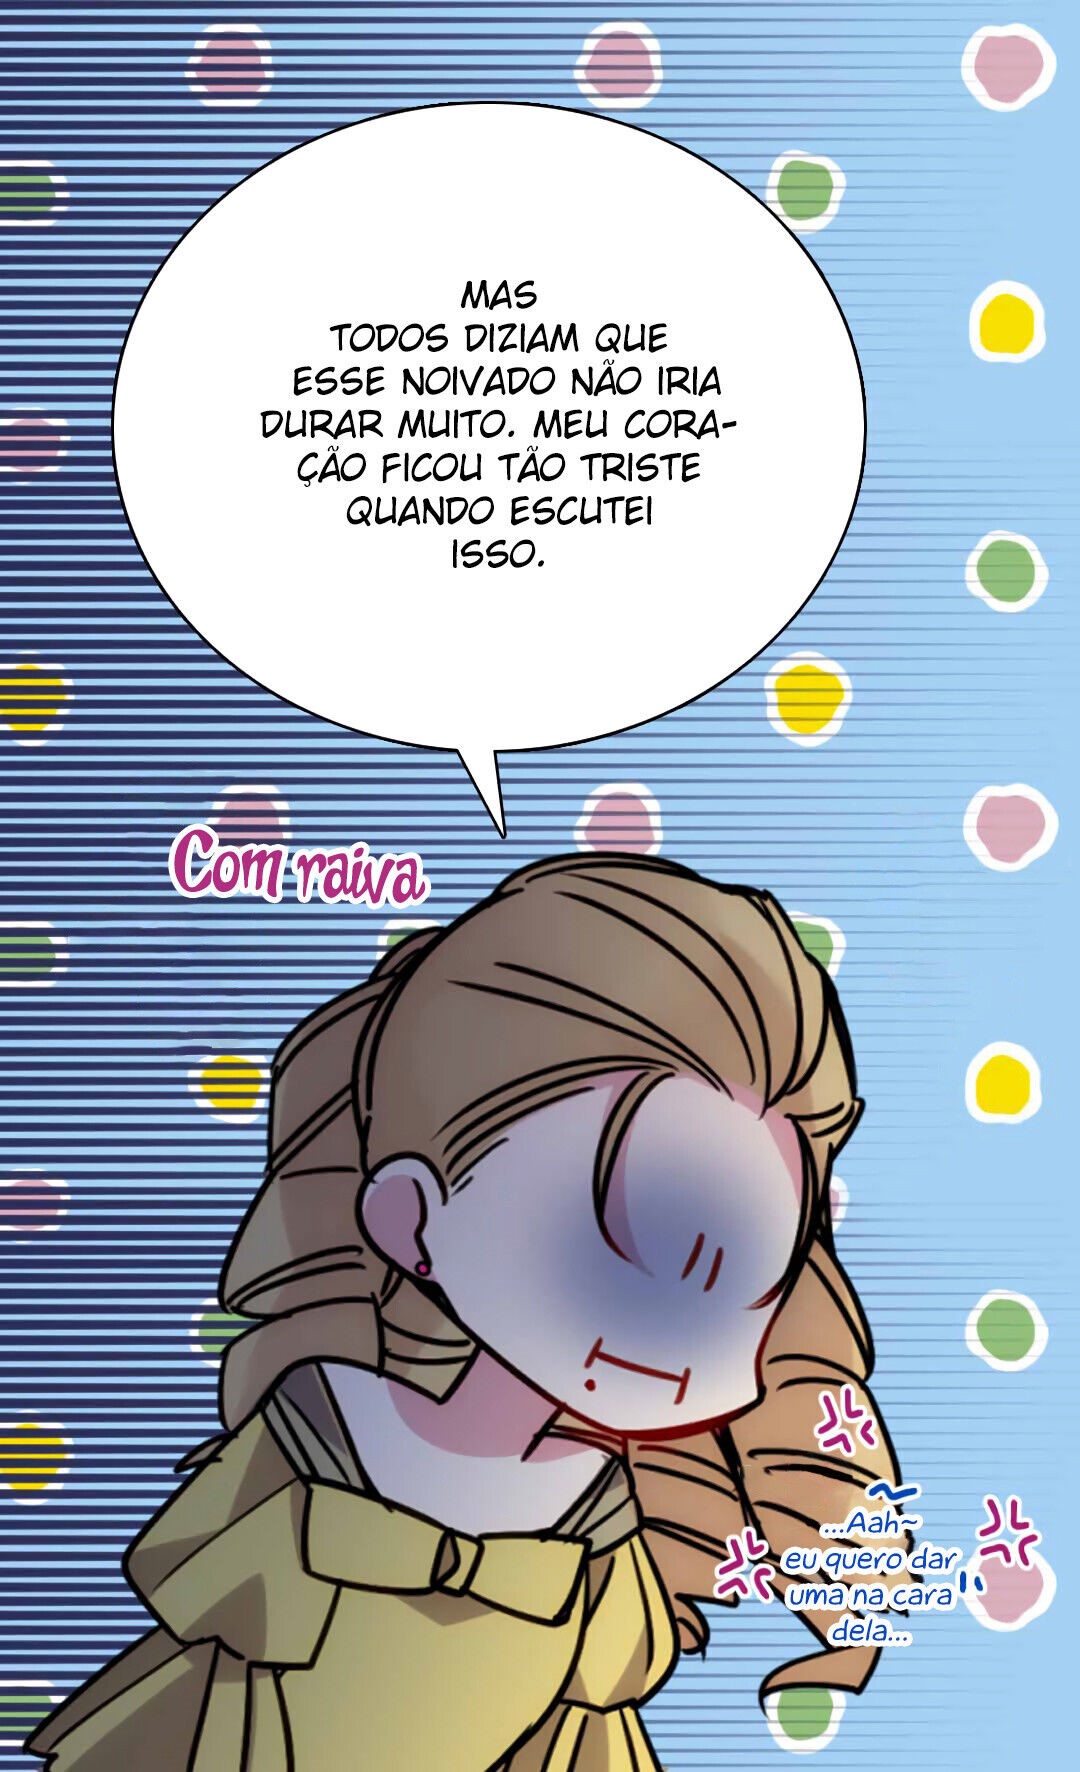 MAS
TODOS DIZIAM QUE
ESSE NOIVADO NÃO IRIA
DURAR MUITO. MEU CORA-
ÇÃO FICOU TÃO TRISTE
QUANDO ESCUTEI
ISSO.
Com raiva
...Aah~
eu quero dar
uma na cara
dela...